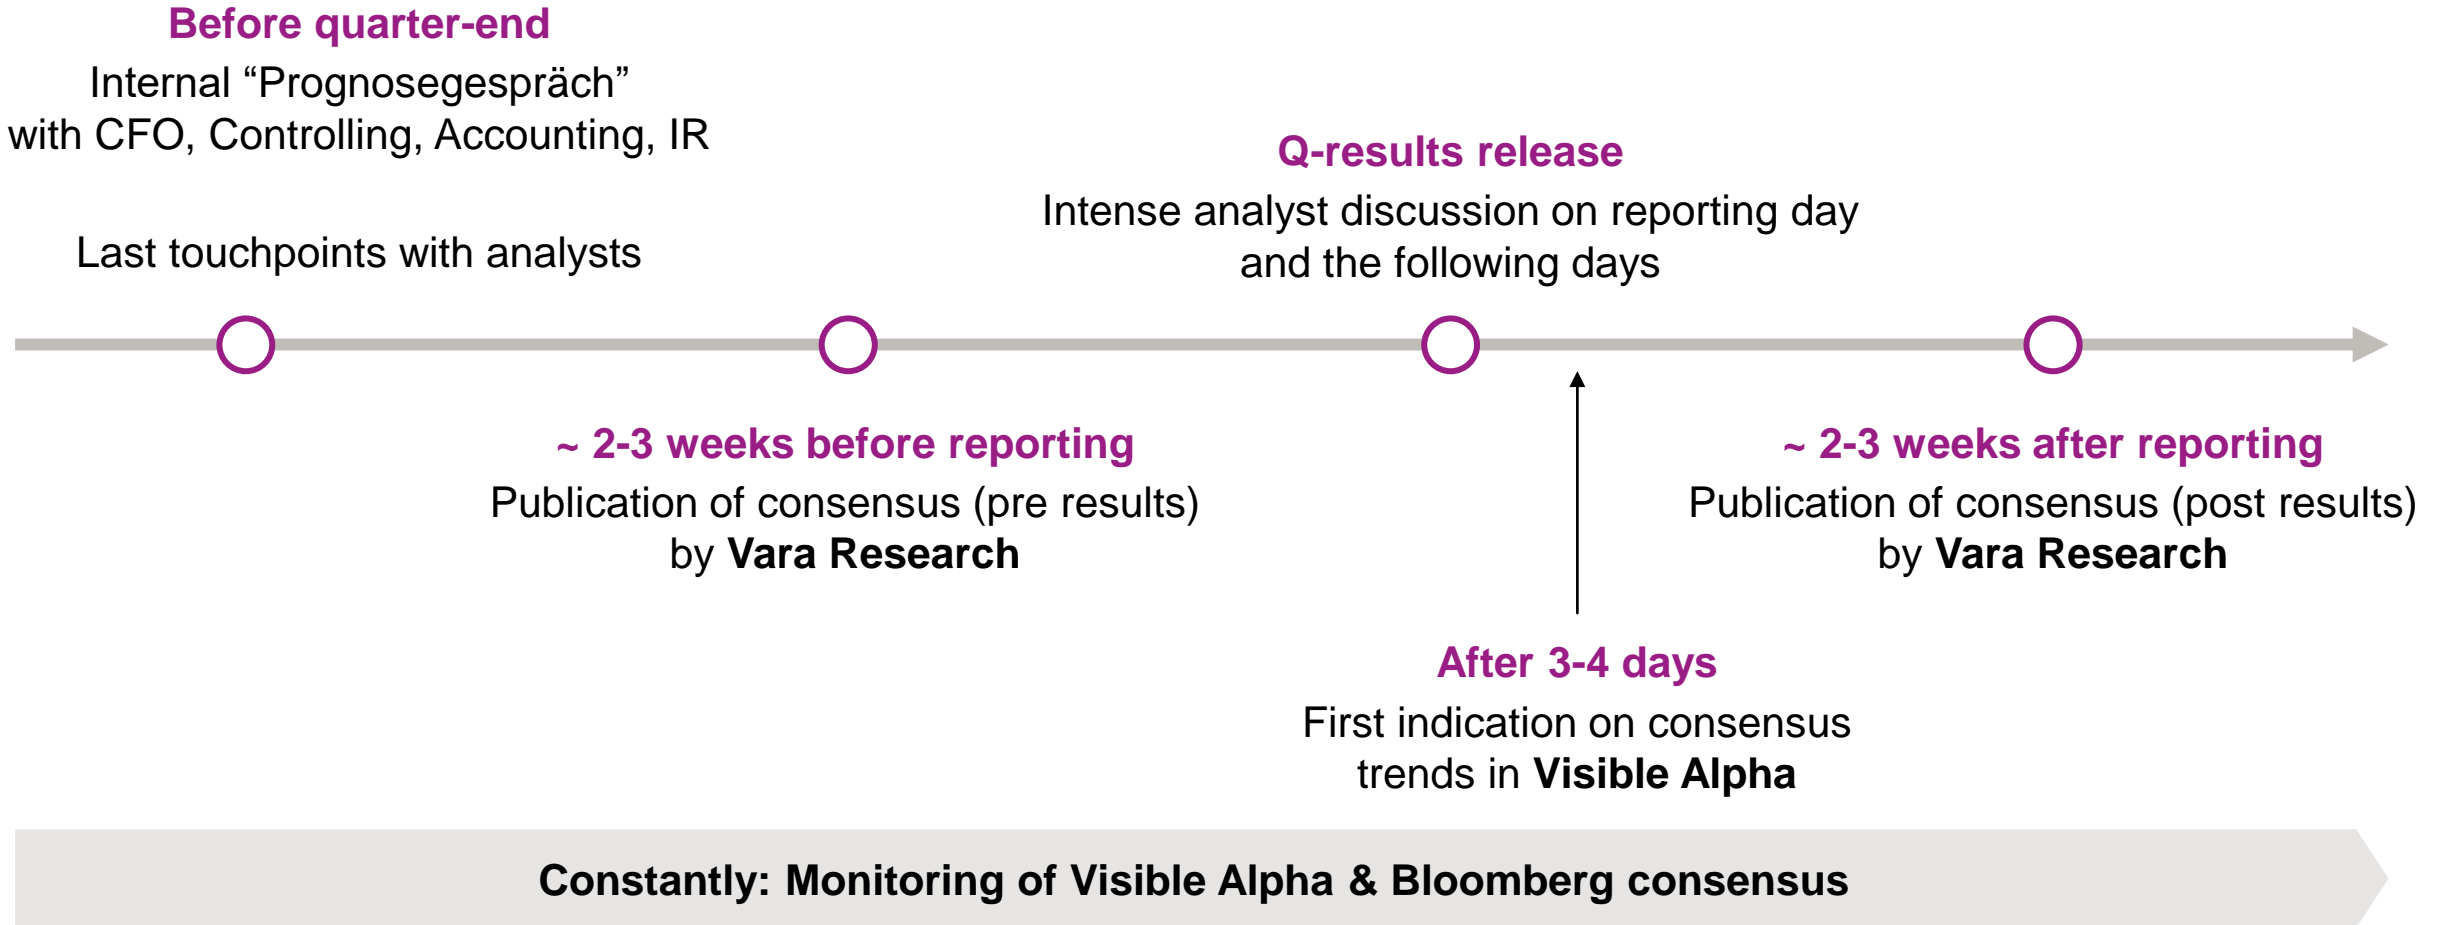 Before quarter-end
Internal “Prognosegespräch”
with CFO, Controlling, Accounting, IR
Last touchpoints with analysts
~ 2-3 weeks before reporting
Publication of consensus (pre results)
by Vara Research
Q-results release
Intense analyst discussion on reporting day
and the following days
After 3-4 days
First indication on consensus
trends in Visible Alpha
~ 2-3 weeks after reporting
Publication of consensus (post results)
by Vara Research
Constantly: Monitoring of Visible Alpha & Bloomberg consensus